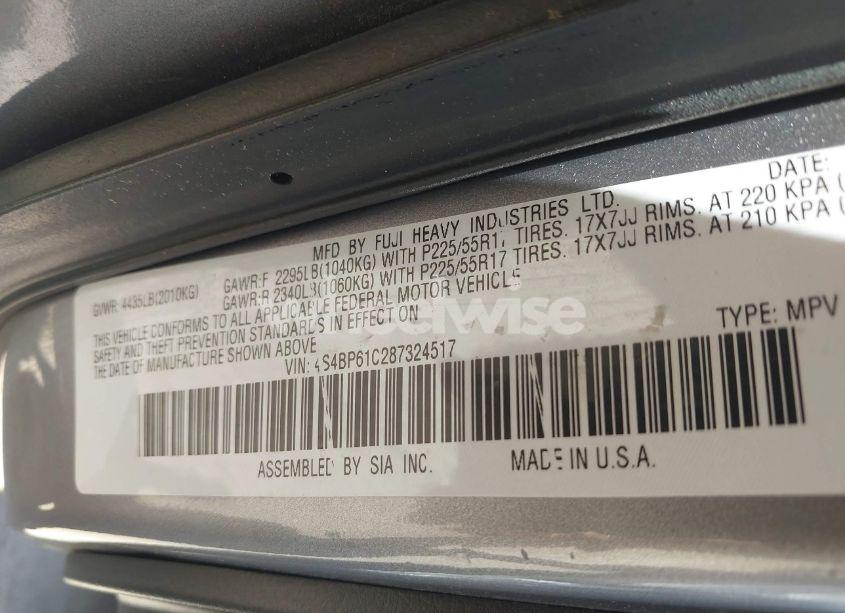 DATE:
MFD BY FUJI HEAVY INDUSTRIES LTD.
GVWR: 4435LB(2010KG)
GAWR:F 2295LB(1040KG) WITH P225/55R17 TIRES. 17X7JJ RIMS. AT 220 KPA (
GAWR:R 2340LB(1060KG) WITH P225/55R17 TIRES. 17X7JJ RIMS. AT 210 KPA (
THIS VEHICLE CONFORMS TO ALL APPLICABLE FEDERAL MOTOR VEHICLE
SAFETY AND THEFT PREVENTION STANDARDS IN EFFECT ON
THE DATE OF MANUFACTURE SHOWN ABOVE
VIN: 4S4BP61C287324517
TYPE: MPV
ASSEMBLED BY SIA INC.
MADE IN U.S.A.